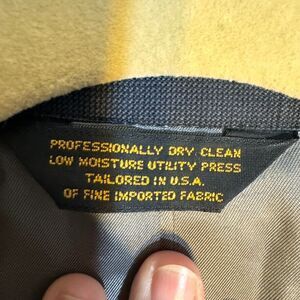 PROFESSIONALLY DRY CLEAN
LOW MOISTURE UTILITY PRESS
TAILORED IN U.S.A.
OF FINE IMPORTED FABRIC